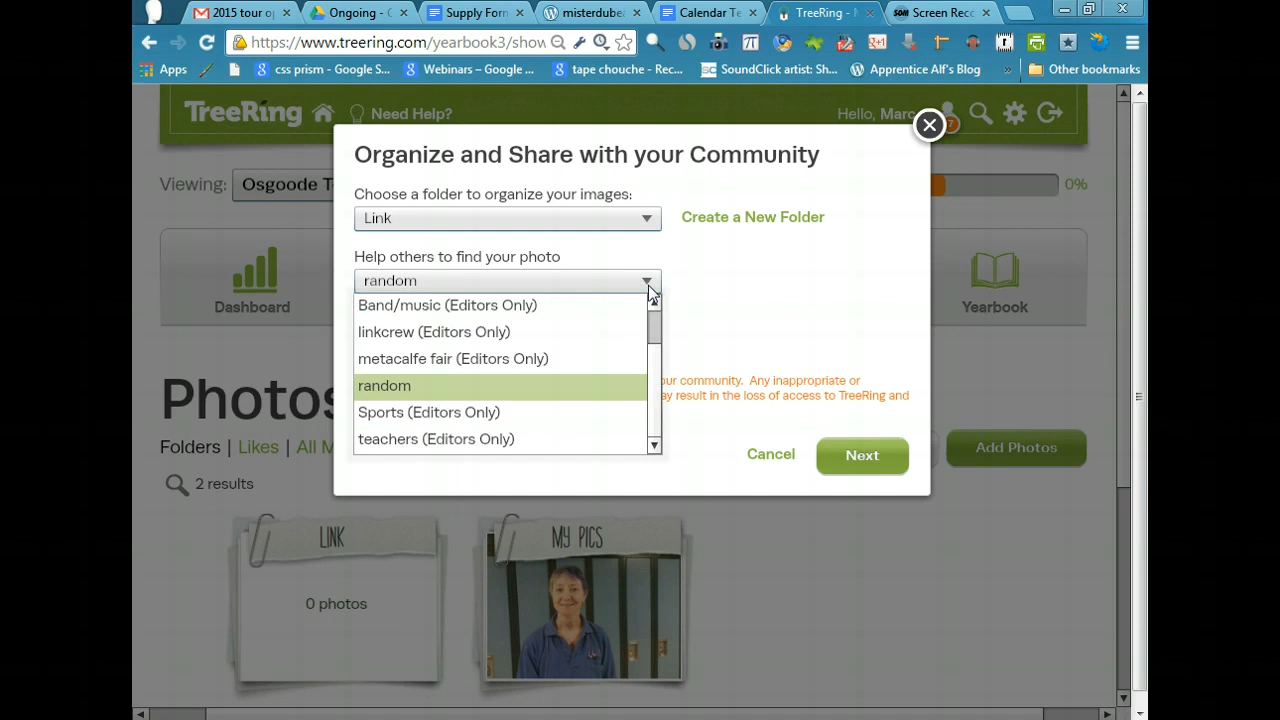 2015 tour o
Ongoing - G
Supply Form
misterdube
Calendar Te
TreeRing -
Screen Reco
https://www.treering.com/yearbook3/show
Apps
css prism - Google S...
Webinars – Google ...
tape chouche - Rec...
SoundClick artist: Sh...
Apprentice Alf's Blog
»
Other bookmarks
TreeRing
Need Help?
Hello, Marc
7
Viewing:
Osgoode T
0%
Organize and Share with your Community
Choose a folder to organize your images:
Link
Create a New Folder
Help others to find your photo
random
Band/music (Editors Only)
linkcrew (Editors Only)
metacalfe fair (Editors Only)
random
Sports (Editors Only)
teachers (Editors Only)
our community. Any inappropriate or
ay result in the loss of access to TreeRing and
Cancel
Next
Dashboard
Yearbook
Photos
Folders | Likes | All M
Add Photos
2 results
LINK
0 photos
MY PICS